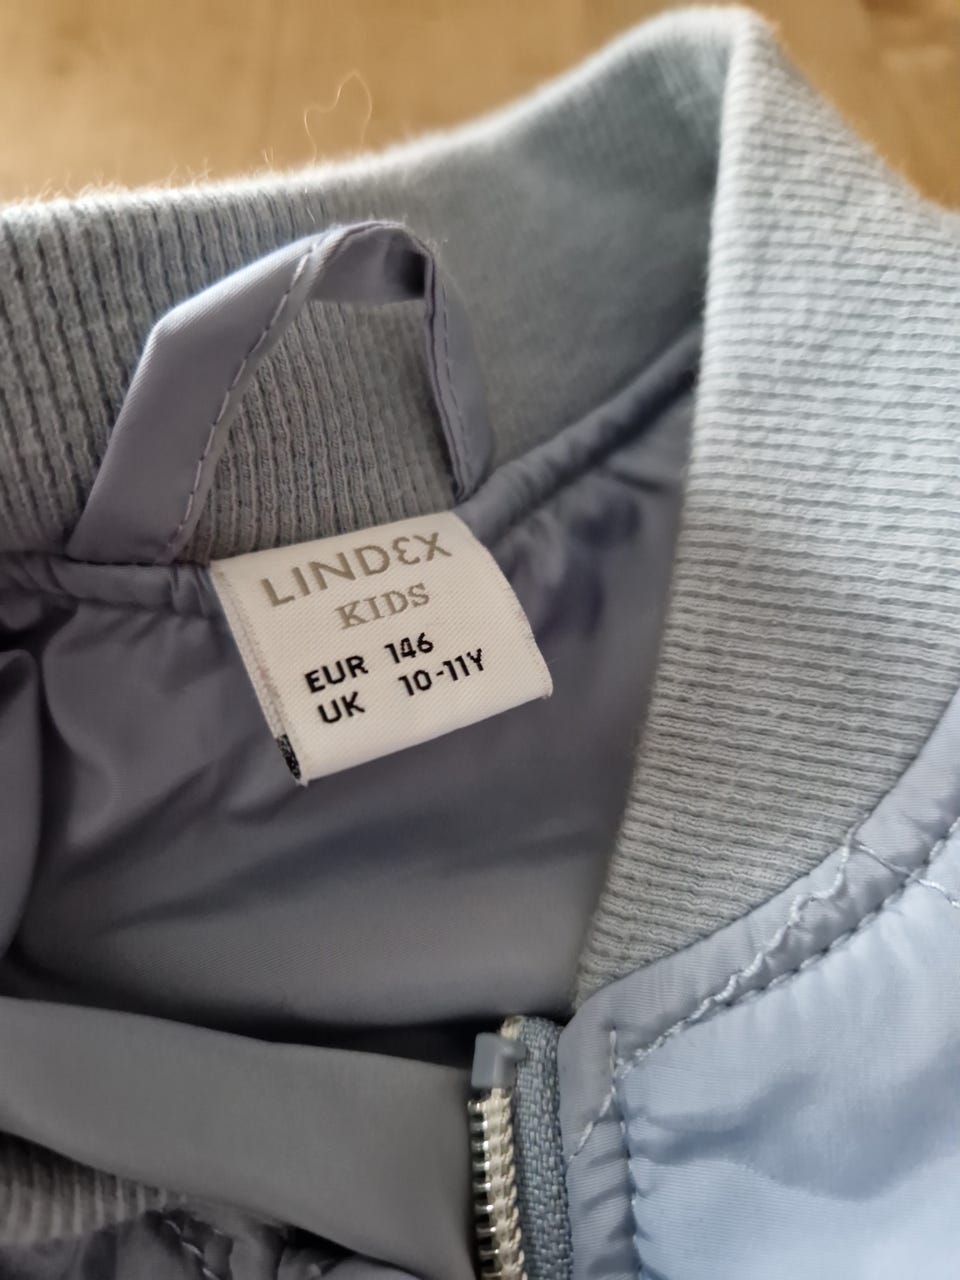 LINDEX
KIDS
EUR 146
UK 10-11Y